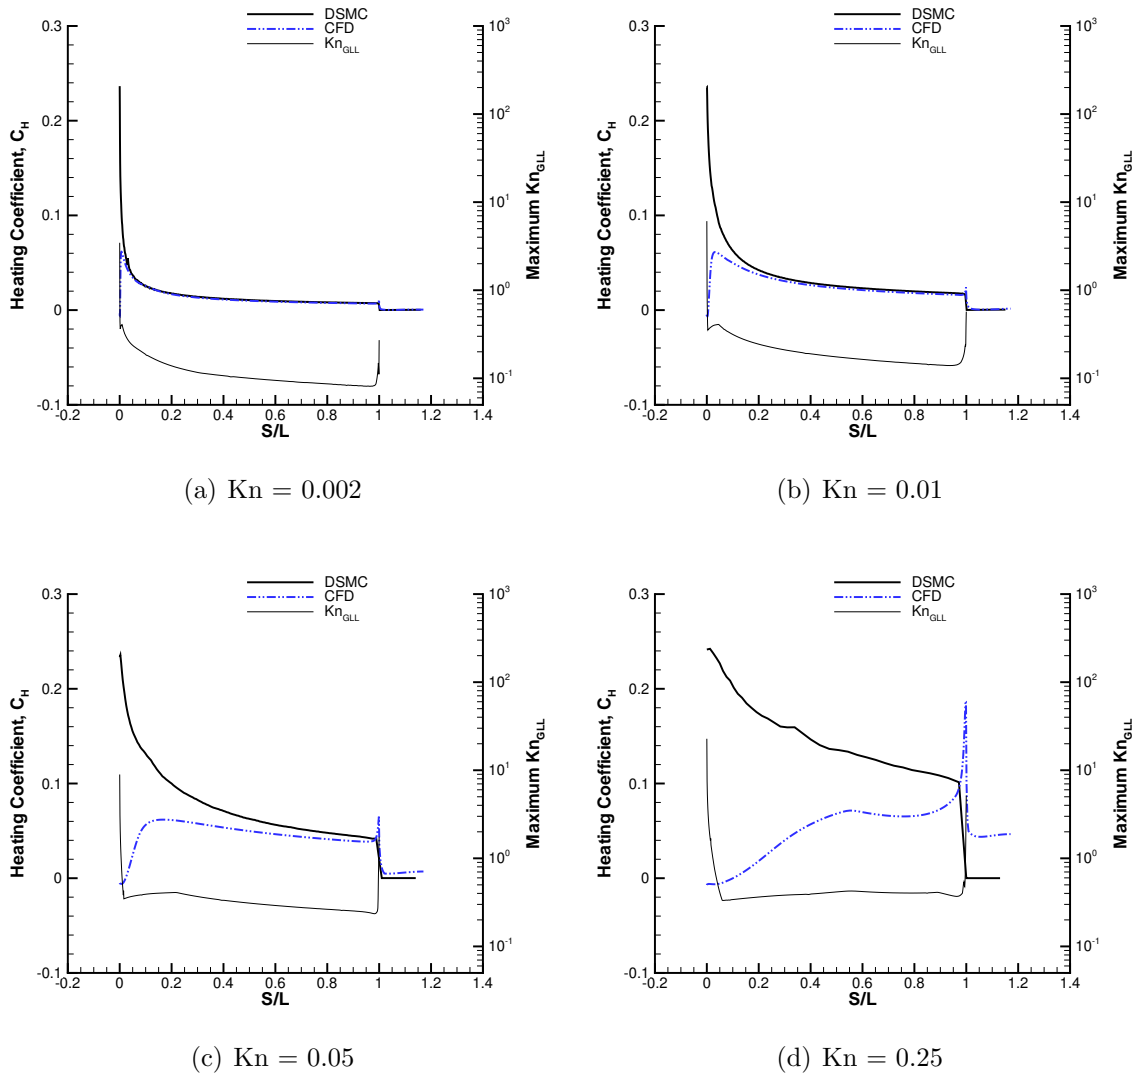 DSMC
CFD
Kn_GLL
Heating Coefficient, C_H
0.3
0.2
0.1
0
-0.1
-0.2 0 0.2 0.4 0.6 0.8 1 1.2 1.4
S/L
10^3
10^2
10^1
10^0
10^-1
Maximum Kn_GLL
(a) Kn = 0.002
DSMC
CFD
Kn_GLL
Heating Coefficient, C_H
0.3
0.2
0.1
0
-0.1
-0.2 0 0.2 0.4 0.6 0.8 1 1.2 1.4
S/L
10^3
10^2
10^1
10^0
10^-1
Maximum Kn_GLL
(b) Kn = 0.01
DSMC
CFD
Kn_GLL
Heating Coefficient, C_H
0.3
0.2
0.1
0
-0.1
-0.2 0 0.2 0.4 0.6 0.8 1 1.2 1.4
S/L
10^3
10^2
10^1
10^0
10^-1
Maximum Kn_GLL
(c) Kn = 0.05
DSMC
CFD
Kn_GLL
Heating Coefficient, C_H
0.3
0.2
0.1
0
-0.1
-0.2 0 0.2 0.4 0.6 0.8 1 1.2 1.4
S/L
10^3
10^2
10^1
10^0
10^-1
Maximum Kn_GLL
(d) Kn = 0.25